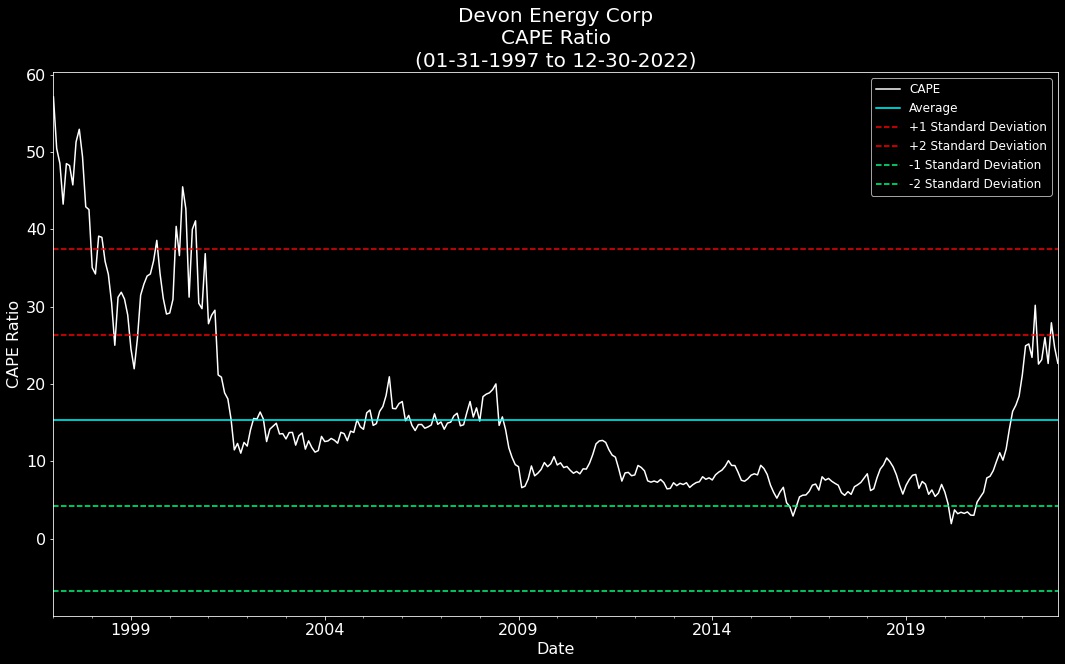 Devon Energy Corp
CAPE Ratio
(01-31-1997 to 12-30-2022)
CAPE
Average
+1 Standard Deviation
+2 Standard Deviation
-1 Standard Deviation
-2 Standard Deviation
CAPE Ratio
60
50
40
30
20
10
0
1999 2004 2009 2014 2019
Date